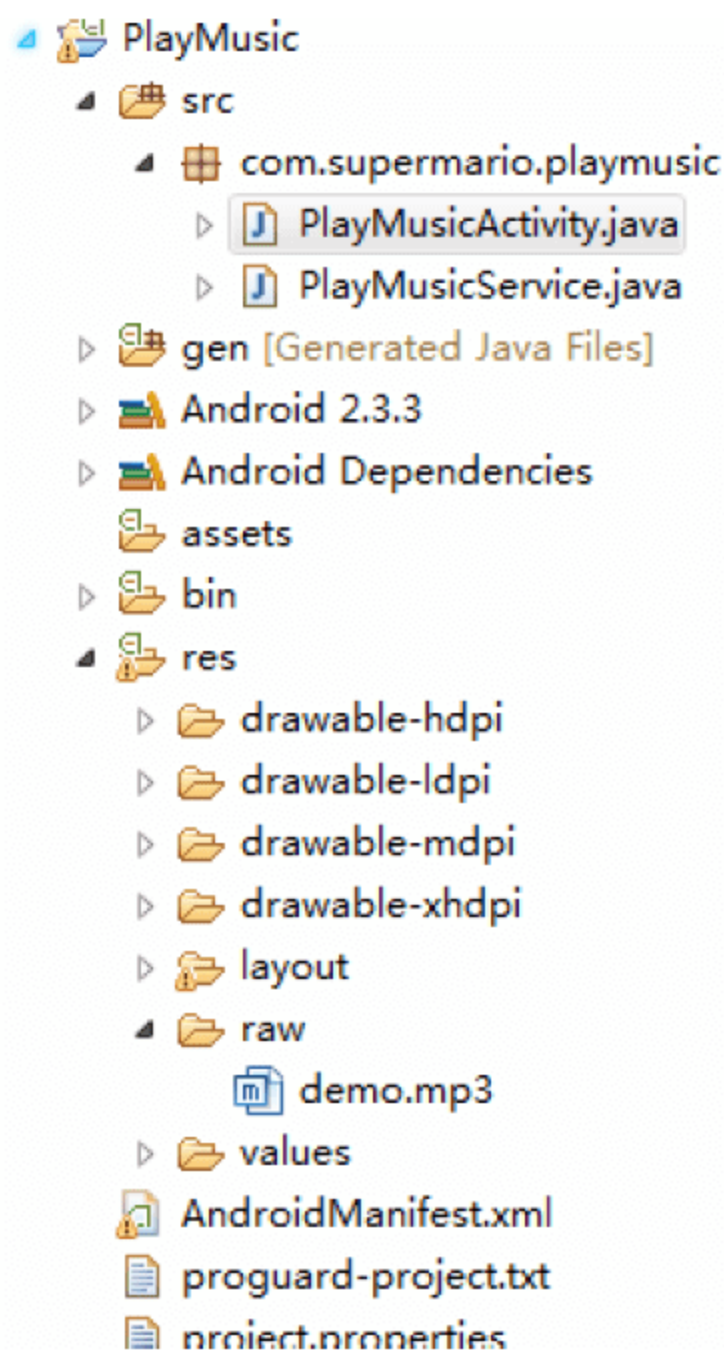 PlayMusic
src
com.supermario.playmusic
PlayMusicActivity.java
PlayMusicService.java
gen [Generated Java Files]
Android 2.3.3
Android Dependencies
assets
bin
res
drawable-hdpi
drawable-ldpi
drawable-mdpi
drawable-xhdpi
layout
raw
demo.mp3
values
AndroidManifest.xml
proguard-project.txt
project.properties